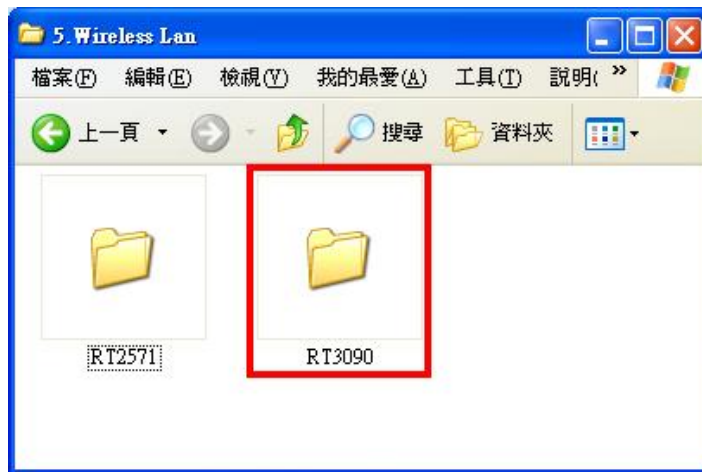 5.Wireless Lan
檔案(F) 編輯(E) 檢視(V) 我的最愛(A) 工具(T) 說明( »
上一頁 搜尋 資料夾
RT2571 RT3090